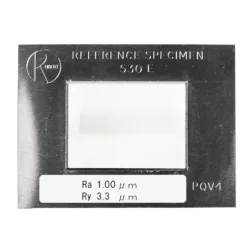 REFERENCE SPECIMEN
530 E
Ra 1.00 µm
Ry 3.3 µm
PQV4